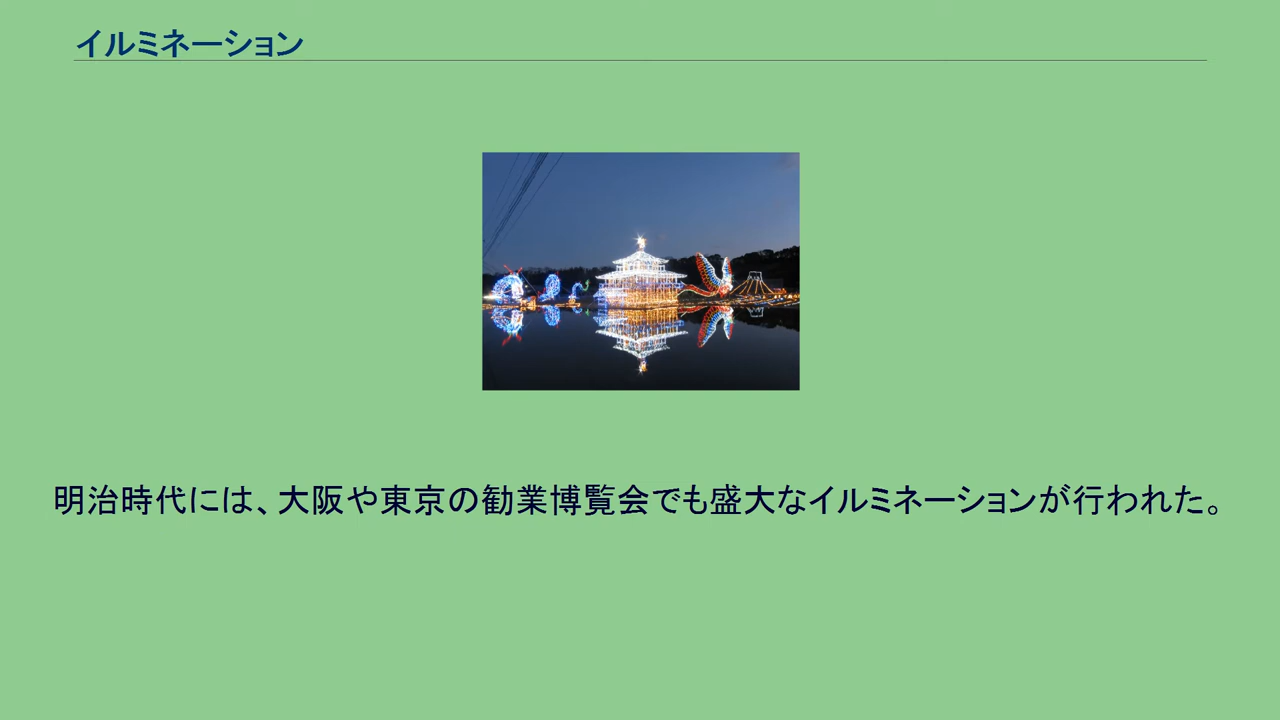 イルミネーション
明治時代には、大阪や東京の勧業博覧会でも盛大なイルミネーションが行われた。